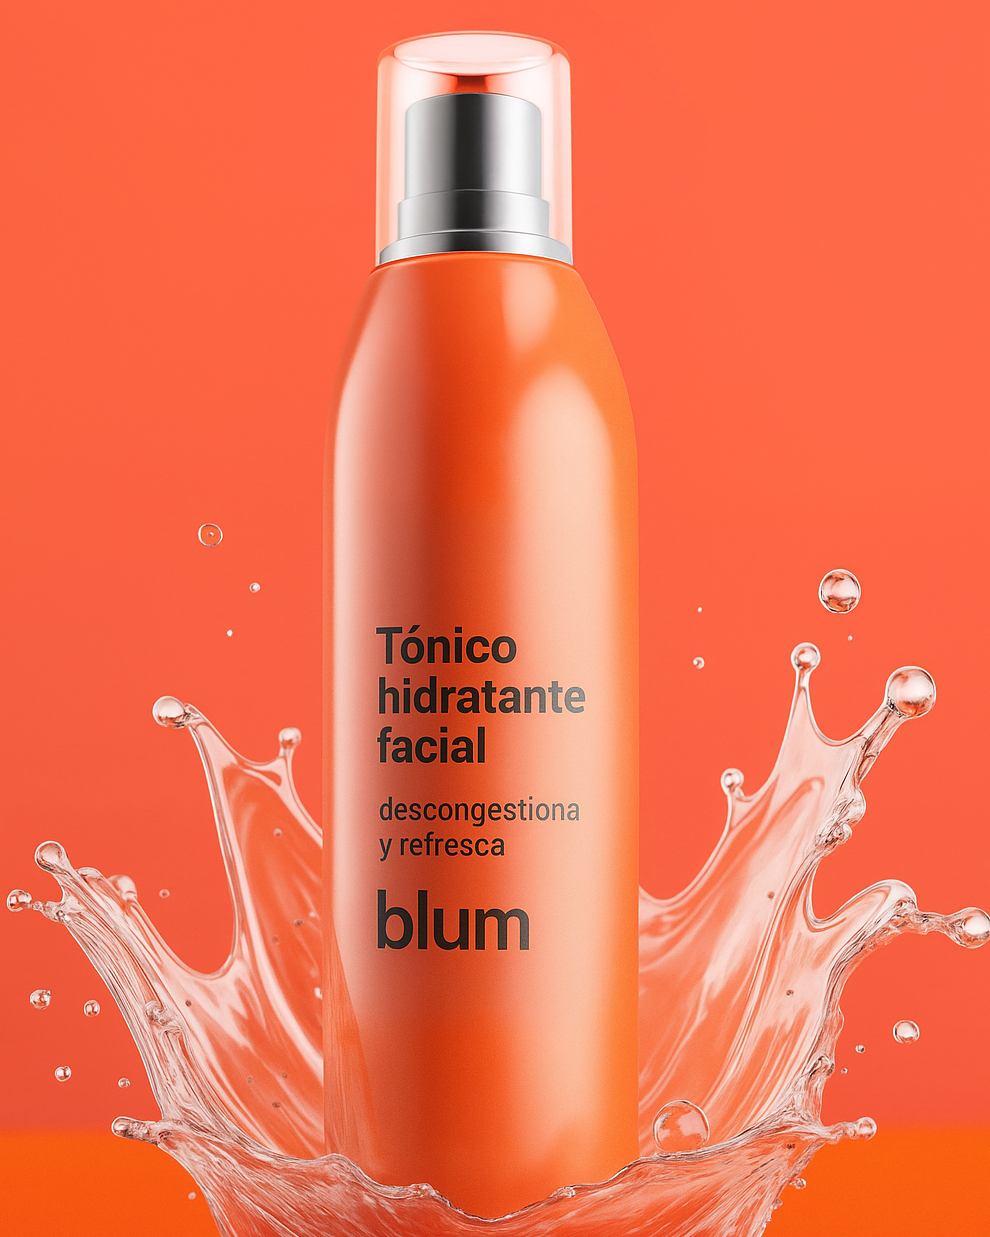 Tónico
hidratante
facial
descongestiona
y refresca
blum